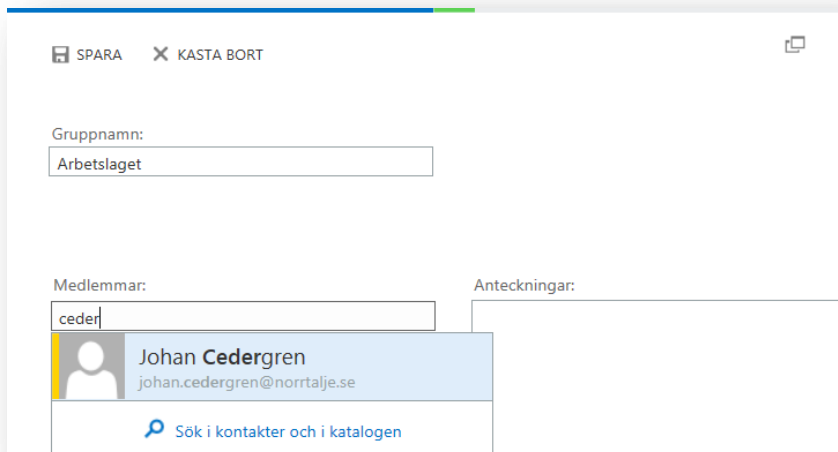 SPARA KASTA BORT
Gruppnamn:
Arbetslaget
Medlemmar:
Anteckningar:
ceder
Johan Cedergren
johan.cedergren@norrtalje.se
Sök i kontakter och i katalogen